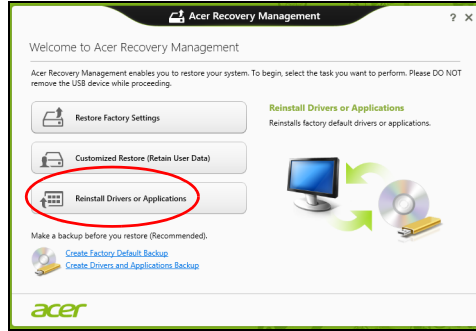 Acer Recovery Management
? X
Welcome to Acer Recovery Management
Acer Recovery Management enables you to restore your system. To begin, select the task you want to perform. Please DO NOT
remove the USB device while proceeding.
Restore Factory Settings
Customized Restore (Retain User Data)
Reinstall Drivers or Applications
Reinstall Drivers or Applications
Reinstalls factory default drivers or applications.
Make a backup before you restore (Recommended).
Create Factory Default Backup
Create Drivers and Applications Backup
acer